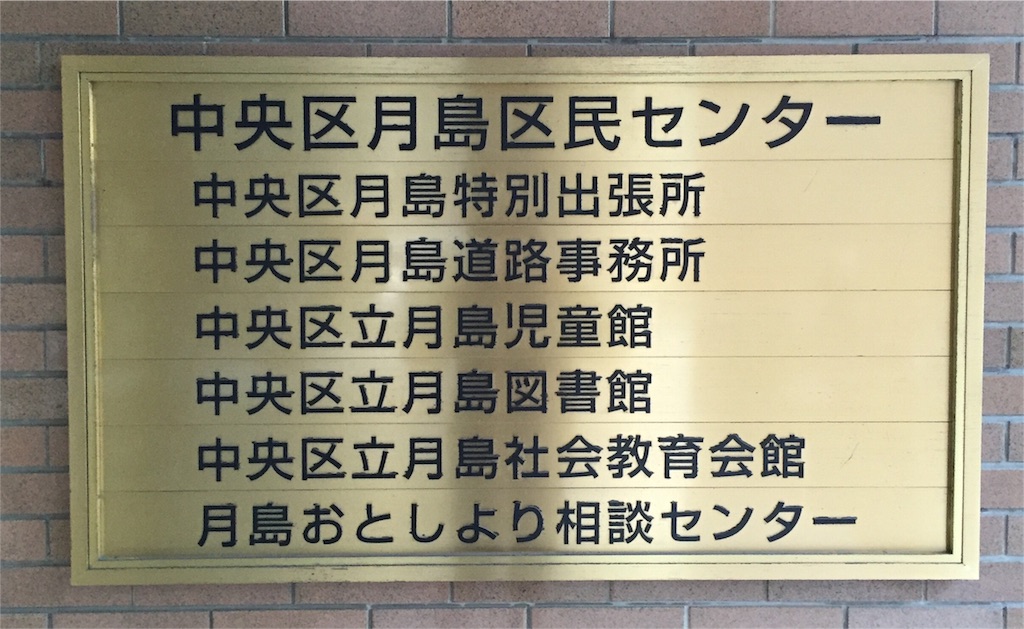 中央区月島区民センター
中央区月島特別出張所
中央区月島道路事務所
中央区立月島児童館
中央区立月島図書館
中央区立月島社会教育会館
月島おとしより相談センター